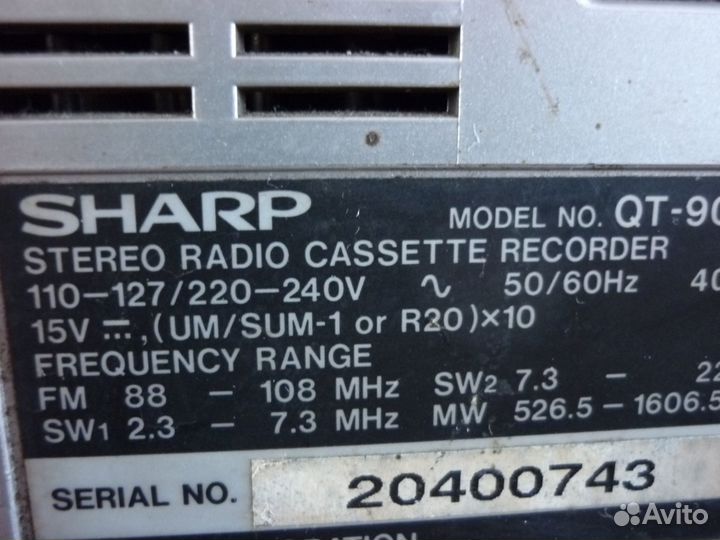 SHARP MODEL NO. QT-90
STEREO RADIO CASSETTE RECORDER
110–127/220–240V ∿ 50/60Hz 40
15V ⎓, (UM/SUM-1 or R20)×10
FREQUENCY RANGE
FM 88 – 108 MHz SW2 7.3 – 22
SW1 2.3 – 7.3 MHz MW 526.5–1606.5
SERIAL NO. 20400743
Avito